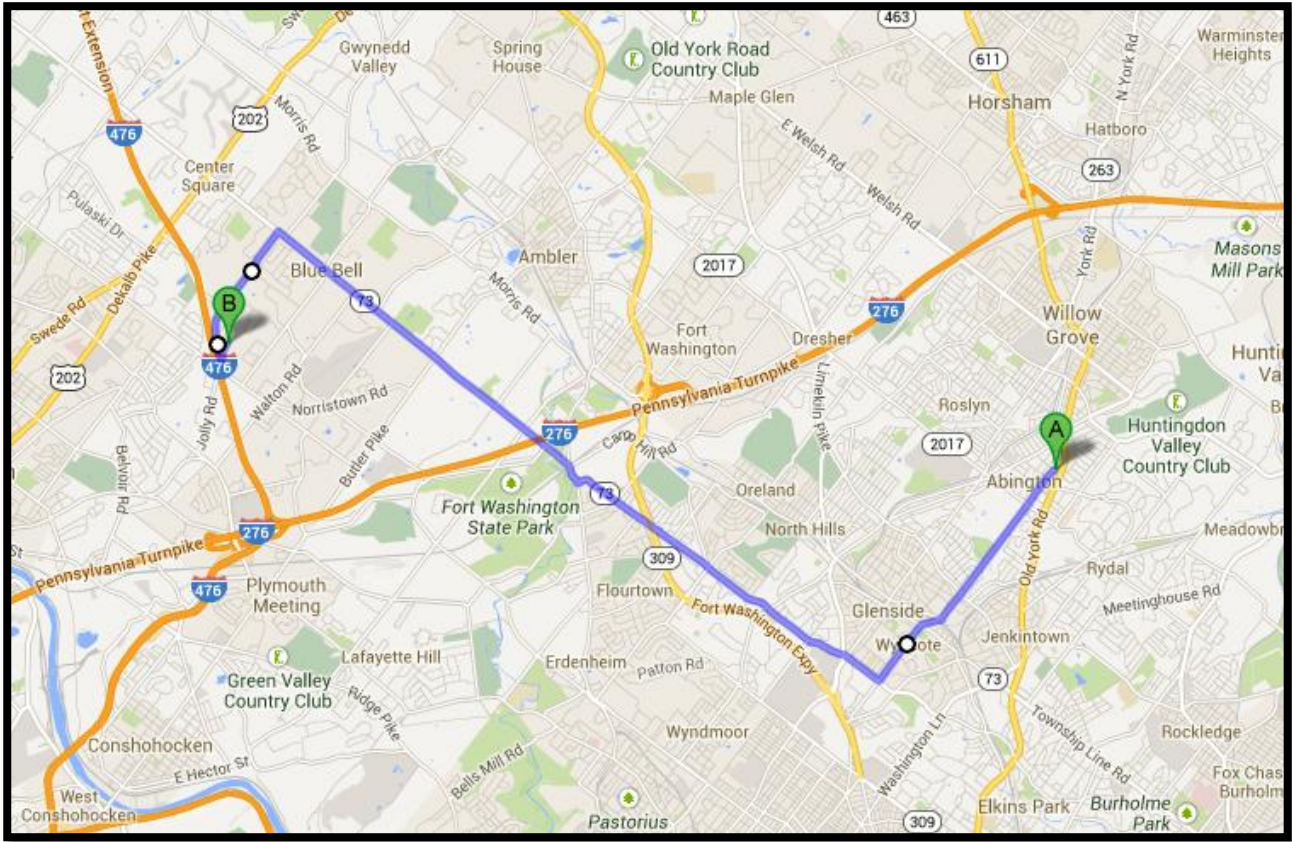 t Extension
Gwynedd
Valley
Spring
House
Old York Road
Country Club
463
611
Warminster
Heights
N York Rd
Maple Glen
Horsham
Hatboro
202
476
Morris Rd
E Welsh Rd
Center
Square
Welsh Rd
263
Pulaski Dr
Dekalb Pike
Swede Rd
Blue Bell
73
Ambler
Morris Rd
2017
York Rd
Masons
Mill Park
B
276
Fort
Washington
Dresher
Willow
Grove
476
202
Walton Rd
Norristown Rd
Jolly Rd
Pennsylvania Turnpike
Limekiln Pike
Roslyn
Hunti
Va
B
A
Huntingdon
Valley
Country Club
Butler Pike
276
Camp Hill Rd
2017
Belvoir Rd
Abington
Fort Washington
State Park
73
Oreland
North Hills
Old York Rd
Meadowbr
276
Pennsylvania Turnpike
St
309
476
Plymouth
Meeting
Flourtown
Fort Washington Expy
Glenside
Rydal
Meetinghouse Rd
Wyncote
Jenkintown
Lafayette Hill
Erdenheim
Patton Rd
73
Green Valley
Country Club
Ridge Pike
Washington Ln
Township Line Rd
Conshohocken
Wyndmoor
Rockledge
E Hector St
Bells Mill Rd
West
Conshohocken
Pastorius
309
Elkins Park
Burholme
Park
Fox Chas
Burholm